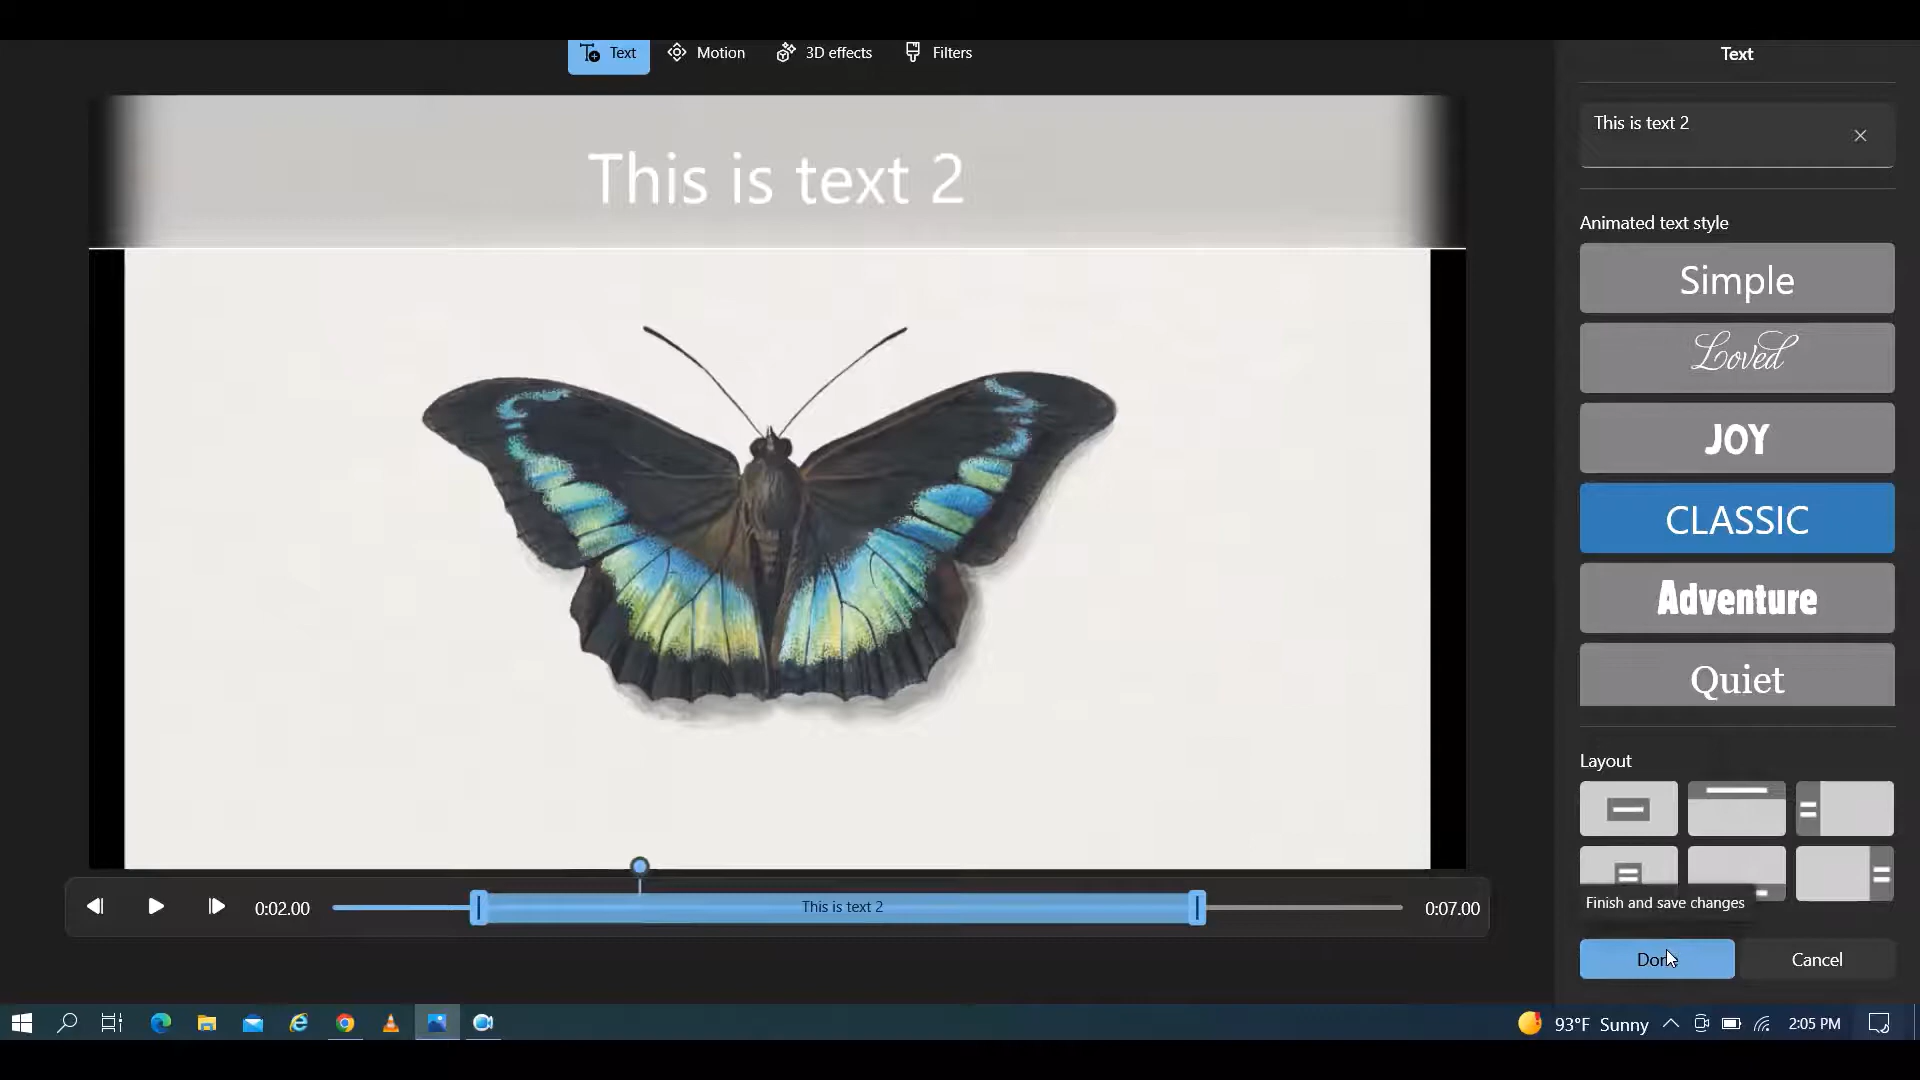 Text
Motion
3D effects
Filters
Text
This is text 2
This is text 2
Animated text style
Simple
Loved
JOY
CLASSIC
Adventure
Quiet
Layout
Finish and save changes
0:02.00
This is text 2
0:07.00
Cancel
93°F Sunny
2:05 PM